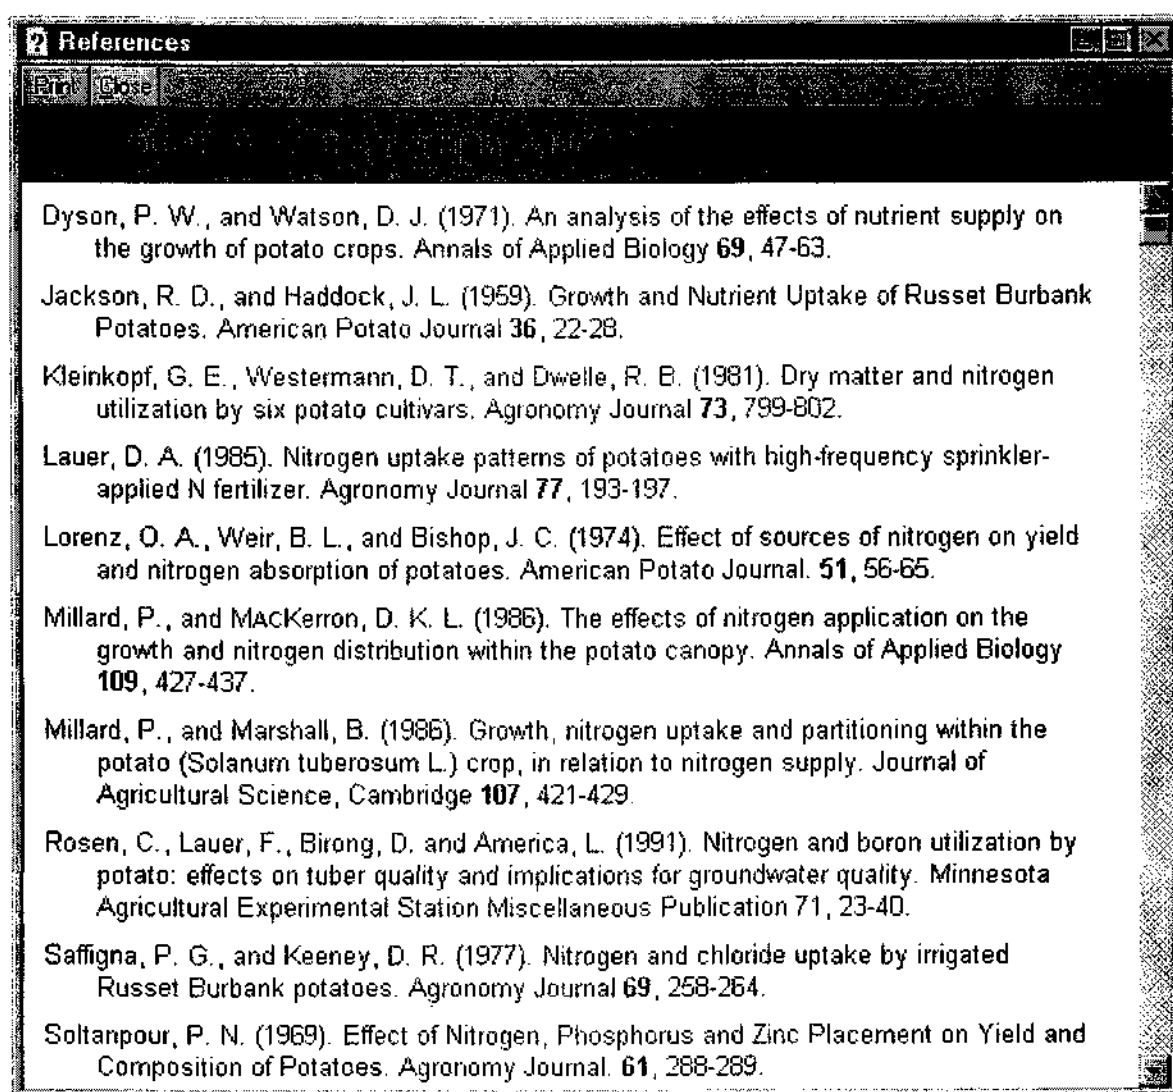 References
Print Close
Dyson, P. W., and Watson, D. J. (1971). An analysis of the effects of nutrient supply on
the growth of potato crops. Annals of Applied Biology 69, 47-63.
Jackson, R. D., and Haddock, J. L. (1959). Growth and Nutrient Uptake of Russet Burbank
Potatoes. American Potato Journal 36, 22-28.
Kleinkopf, G. E., Westermann, D. T., and Dwelle, R. B. (1981). Dry matter and nitrogen
utilization by six potato cultivars. Agronomy Journal 73, 799-802.
Lauer, D. A. (1985). Nitrogen uptake patterns of potatoes with high-frequency sprinkler-
applied N fertilizer. Agronomy Journal 77, 193-197.
Lorenz, O. A., Weir, B. L., and Bishop, J. C. (1974). Effect of sources of nitrogen on yield
and nitrogen absorption of potatoes. American Potato Journal. 51, 56-65.
Millard, P., and MACKerron, D. K. L. (1986). The effects of nitrogen application on the
growth and nitrogen distribution within the potato canopy. Annals of Applied Biology
109, 427-437.
Millard, P., and Marshall, B. (1986). Growth, nitrogen uptake and partitioning within the
potato (Solanum tuberosum L.) crop, in relation to nitrogen supply. Journal of
Agricultural Science, Cambridge 107, 421-429.
Rosen, C., Lauer, F., Birong, D. and America, L. (1991). Nitrogen and boron utilization by
potato: effects on tuber quality and implications for groundwater quality. Minnesota
Agricultural Experimental Station Miscellaneous Publication 71, 23-40.
Saffigna, P. G., and Keeney, D. R. (1977). Nitrogen and chloride uptake by irrigated
Russet Burbank potatoes. Agronomy Journal 69, 258-264.
Soltanpour, P. N. (1969). Effect of Nitrogen, Phosphorus and Zinc Placement on Yield and
Composition of Potatoes. Agronomy Journal. 61, 288-289.